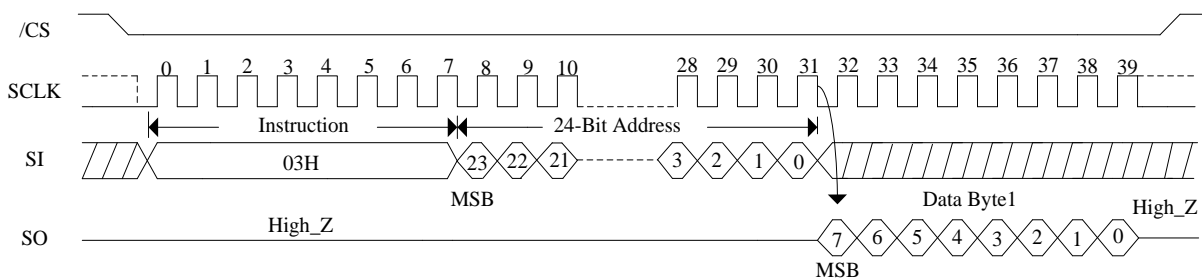 /CS
0 1 2 3 4 5 6 7 8 9 10 28 29 30 31 32 33 34 35 36 37 38 39
SCLK
Instruction 24-Bit Address
SI 03H 23 22 21 3 2 1 0
MSB Data Byte1
High_Z High_Z
SO 7 6 5 4 3 2 1 0
MSB